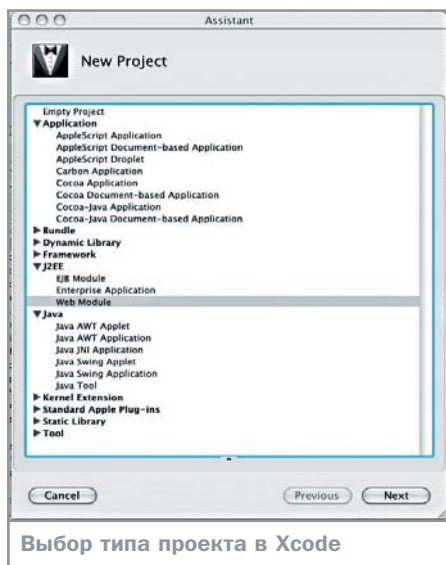 Assistant
New Project
Empty Project
Application
AppleScript Application
AppleScript Document-based Application
AppleScript Droplet
Carbon Application
Cocoa Application
Cocoa Document-based Application
Cocoa-Java Application
Cocoa-Java Document-based Application
Bundle
Dynamic Library
Framework
J2EE
EJB Module
Enterprise Application
Web Module
Java
Java AWT Applet
Java AWT Application
Java JNI Application
Java Swing Applet
Java Swing Application
Java Tool
Kernel Extension
Standard Apple Plug-ins
Static Library
Tool
Cancel Previous Next
Выбор типа проекта в Xcode